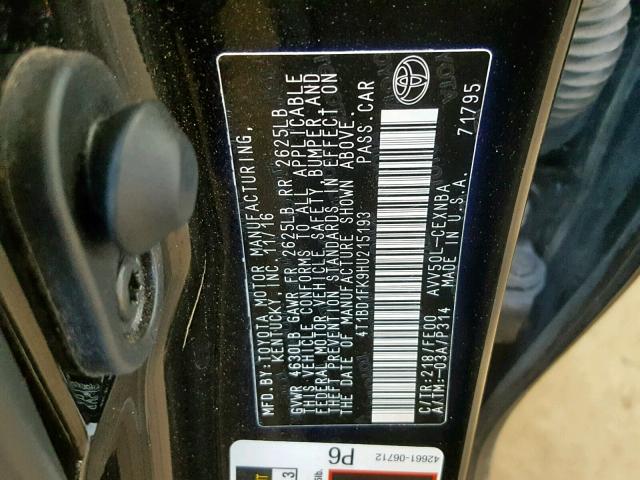 MFD. BY: TOYOTA MOTOR MANUFACTURING,
KENTUCKY, INC. 11/16
GVWR 4630LB GAWR FR 2625LB RR 2625LB
THIS VEHICLE CONFORMS TO ALL APPLICABLE
FEDERAL MOTOR VEHICLE SAFETY, BUMPER, AND
THEFT PREVENTION STANDARDS IN EFFECT ON
THE DATE OF MANUFACTURE SHOWN ABOVE.
4T1BD1FK9HU215193 PASS.CAR
C/TR:218/FE00 AVV50L-CEXNBA
A/TM:-03A/P314 MADE IN U.S.A. 71795
42661-06712
P6
3